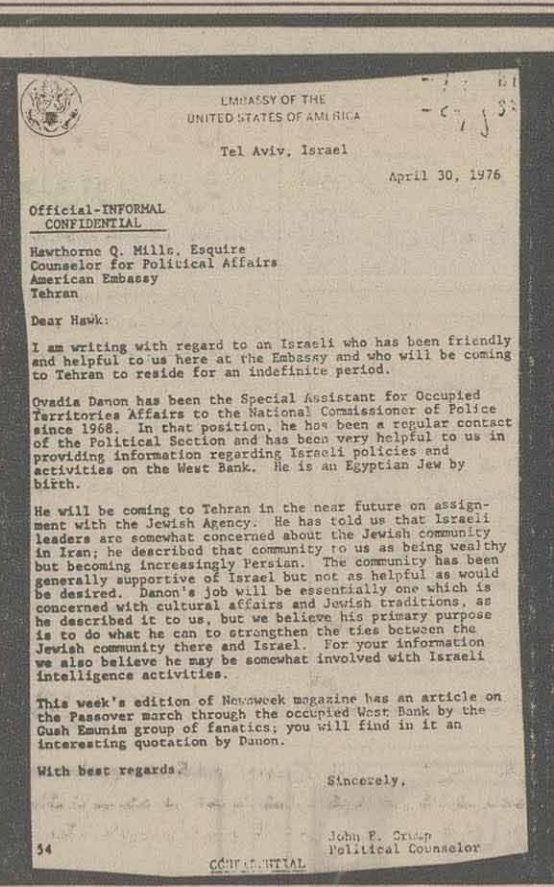 EMBASSY OF THE
UNITED STATES OF AMERICA
Tel Aviv, Israel
April 30, 1976
Official-INFORMAL
CONFIDENTIAL
Hawthorne Q. Mills, Esquire
Counselor for Political Affairs
American Embassy
Tehran
Dear Hawk:
I am writing with regard to an Israeli who has been friendly
and helpful to us here at the Embassy and who will be coming
to Tehran to reside for an indefinite period.
Ovadia Danon has been the Special Assistant for Occupied
Territories Affairs to the National Commissioner of Police
since 1968. In that position, he has been a regular contact
of the Political Section and has been very helpful to us in
providing information regarding Israeli policies and
activities on the West Bank. He is an Egyptian Jew by
birth.
He will be coming to Tehran in the near future on assign-
ment with the Jewish Agency. He has told us that Israeli
leaders are somewhat concerned about the Jewish community
in Iran; he described that community to us as being wealthy
but becoming increasingly Persian. The community has been
generally supportive of Israel but not as helpful as would
be desired. Danon's job will be essentially one which is
concerned with cultural affairs and Jewish traditions, as
he described it to us, but we believe his primary purpose
is to do what he can to strengthen the ties between the
Jewish community there and Israel. For your information
we also believe he may be somewhat involved with Israeli
intelligence activities.
This week's edition of Newsweek magazine has an article on
the Passover march through the occupied West Bank by the
Gush Emunim group of fanatics; you will find in it an
interesting quotation by Danon.
With best regards.
Sincerely,
John E.
Political Counselor
54
CONFIDENTIAL